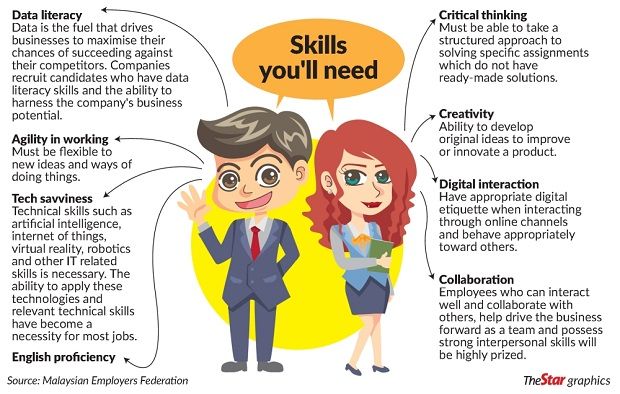 Skills
you'll need
Data literacy
Data is the fuel that drives
businesses to maximise their
chances of succeeding against
their competitors. Companies
recruit candidates who have data
literacy skills and the ability to
harness the company's business
potential.
Agility in working
Must be flexible to
new ideas and ways of
doing things.
Tech savviness
Technical skills such as
artificial intelligence,
internet of things,
virtual reality, robotics
and other IT related
skills is necessary. The
ability to apply these
technologies and
relevant technical skills
have become a
necessity for most jobs.
English proficiency
Critical thinking
Must be able to take a
structured approach to
solving specific assignments
which do not have
ready-made solutions.
Creativity
Ability to develop
original ideas to improve
or innovate a product.
Digital interaction
Have appropriate digital
etiquette when interacting
through online channels
and behave appropriately
toward others.
Collaboration
Employees who can interact
well and collaborate with
others, help drive the business
forward as a team and possess
strong interpersonal skills will
be highly prized.
Source: Malaysian Employers Federation
TheStar graphics